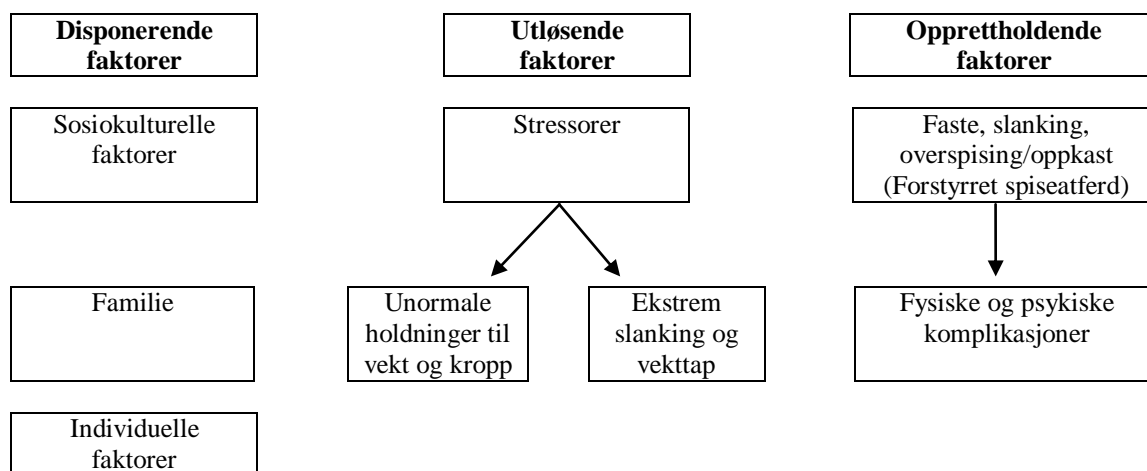 Disponerende
faktorer
Utløsende
faktorer
Opprettholdende
faktorer
Sosiokulturelle
faktorer
Stressorer
Faste, slanking,
overspising/oppkast
(Forstyrret spiseatferd)
Familie
Unormale
holdninger til
vekt og kropp
Ekstrem
slanking og
vekttap
Fysiske og psykiske
komplikasjoner
Individuelle
faktorer